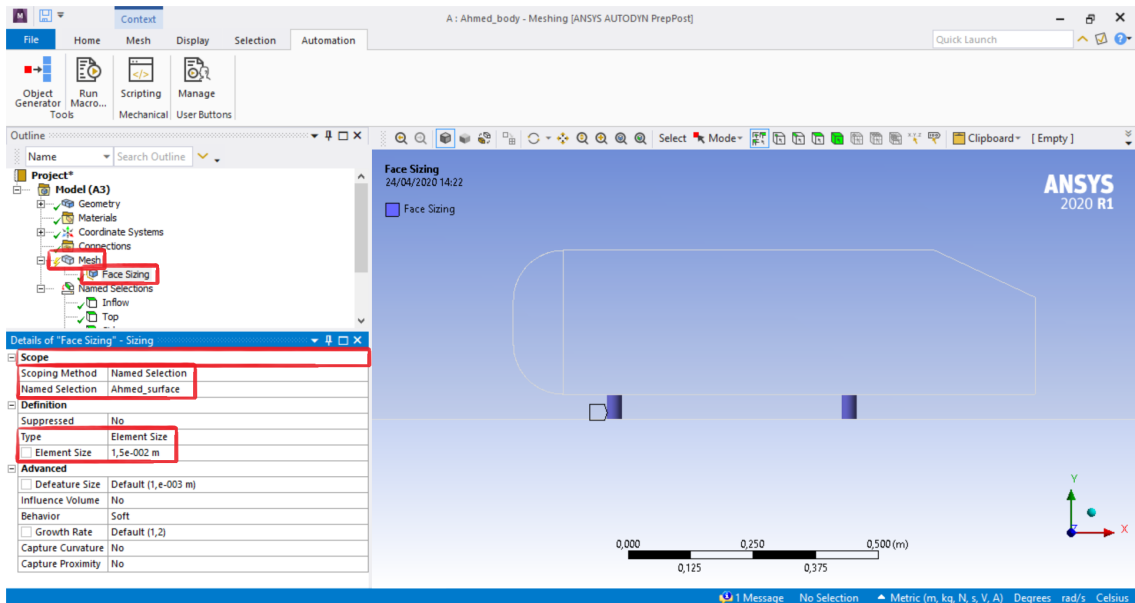 Context
A : Ahmed_body - Meshing [ANSYS AUTODYN PrepPost]
File Home Mesh Display Selection Automation
Quick Launch
Object Generator
Run Macro...
Scripting
Manage
Tools Mechanical User Buttons
Outline
Name Search Outline
Select Mode Clipboard [ Empty ]
Project*
Model (A3)
Geometry
Materials
Coordinate Systems
Connections
Mesh
Face Sizing
Named Selections
Inflow
Top
Face Sizing
24/04/2020 14:22
Face Sizing
ANSYS
2020 R1
Details of "Face Sizing" - Sizing
Scope
Scoping Method Named Selection
Named Selection Ahmed_surface
Definition
Suppressed No
Type Element Size
Element Size 1,5e-002 m
Advanced
Defeature Size Default (1,e-003 m)
Influence Volume No
Behavior Soft
Growth Rate Default (1,2)
Capture Curvature No
Capture Proximity No
0,000 0,250 0,500 (m)
0,125 0,375
Y
X
Z
1 Message No Selection Metric (m, kg, N, s, V, A) Degrees rad/s Celsius